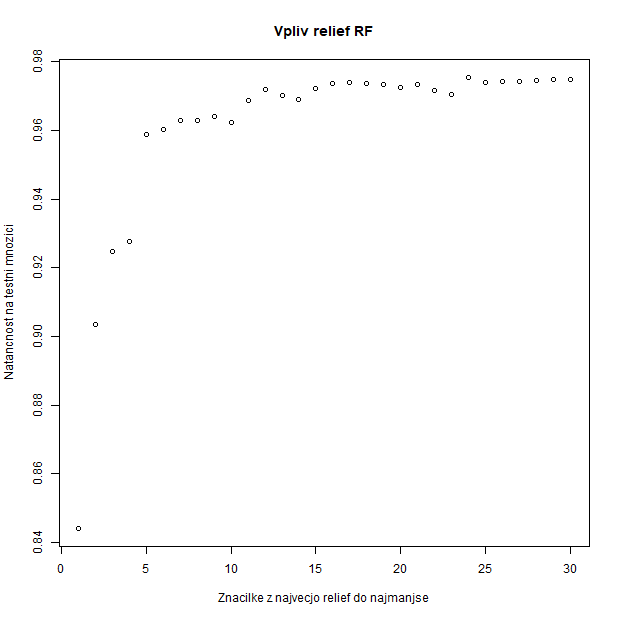 Vpliv relief RF
Natancnost na testni mnozici
0.98
0.96
0.94
0.92
0.90
0.88
0.86
0.84
0 5 10 15 20 25 30
Znacilke z najvecjo relief do najmanjse